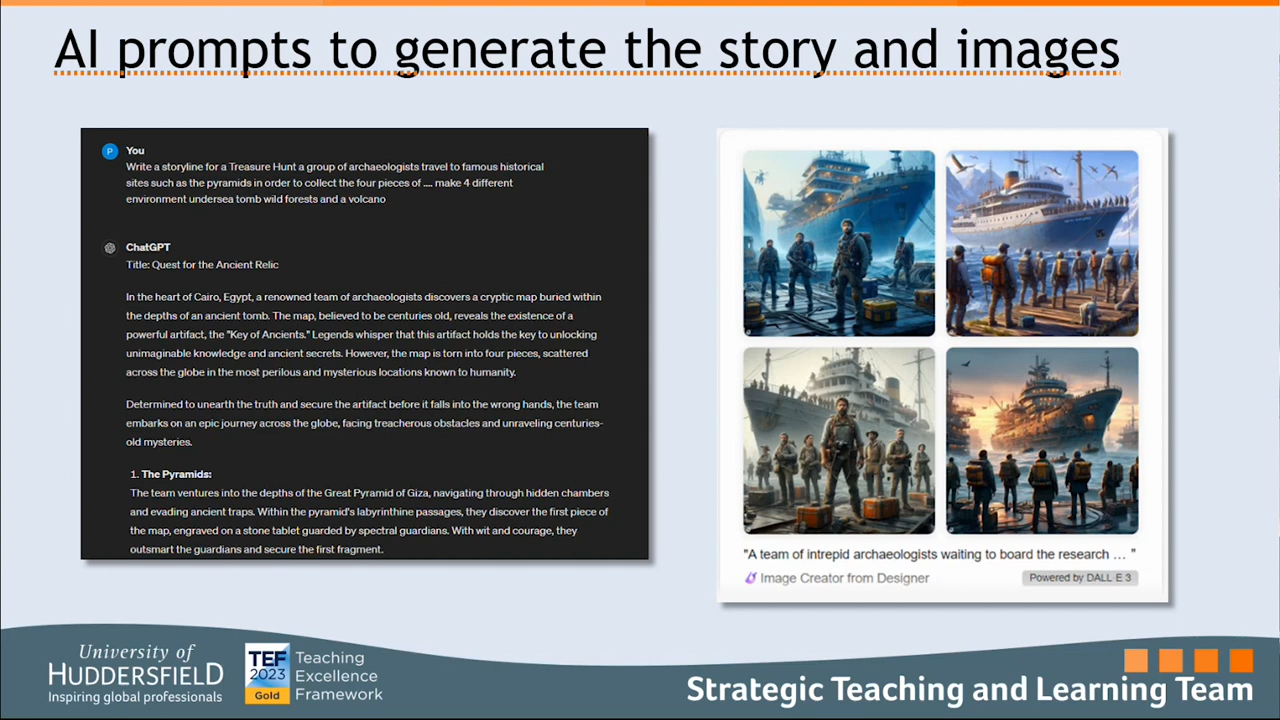 AI prompts to generate the story and images
P
You
Write a storyline for a Treasure Hunt a group of archaeologists travel to famous historical
sites such as the pyramids in order to collect the four pieces of .... make 4 different
environment undersea tomb wild forests and a volcano
ChatGPT
Title: Quest for the Ancient Relic
In the heart of Cairo, Egypt, a renowned team of archaeologists discovers a cryptic map buried within
the depths of an ancient tomb. The map, believed to be centuries old, reveals the existence of a
powerful artifact, the "Key of Ancients." Legends whisper that this artifact holds the key to unlocking
unimaginable knowledge and ancient secrets. However, the map is torn into four pieces, scattered
across the globe in the most perilous and mysterious locations known to humanity.
Determined to unearth the truth and secure the artifact before it falls into the wrong hands, the team
embarks on an epic journey across the globe, facing treacherous obstacles and unraveling centuries-
old mysteries.
1. The Pyramids:
The team ventures into the depths of the Great Pyramid of Giza, navigating through hidden chambers
and evading ancient traps. Within the pyramid's labyrinthine passages, they discover the first piece of
the map, engraved on a stone tablet guarded by spectral guardians. With wit and courage, they
outsmart the guardians and secure the first fragment.
"A team of intrepid archaeologists waiting to board the research ... "
Image Creator from Designer
Powered by DALL E 3
University of
HUDDERSFIELD
Inspiring global professionals
TEF
2023
Gold
Teaching
Excellence
Framework
Strategic Teaching and Learning Team